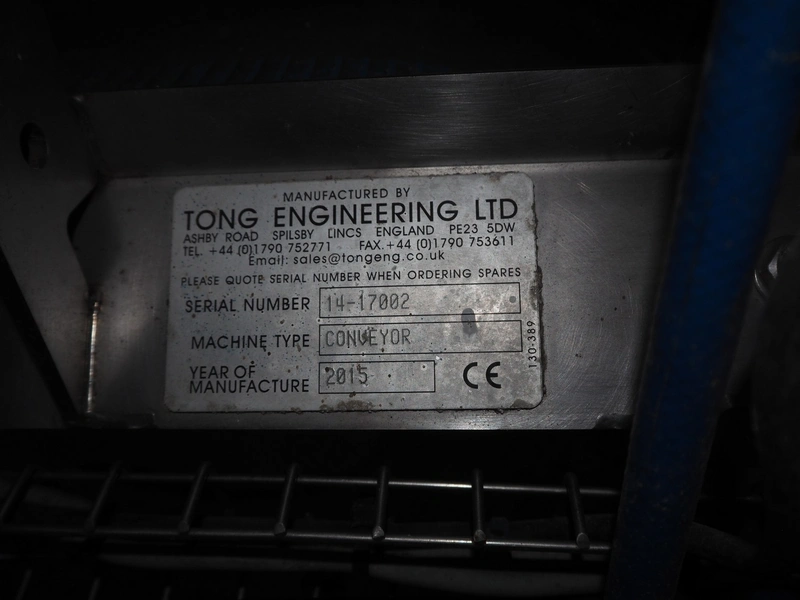 MANUFACTURED BY
TONG ENGINEERING LTD
ASHBY ROAD SPILSBY LINCS ENGLAND PE23 5DW
TEL. +44 (0)1790 752771 FAX.+44 (0)1790 753611
Email: sales@tongeng.co.uk
PLEASE QUOTE SERIAL NUMBER WHEN ORDERING SPARES
SERIAL NUMBER 14-17002
MACHINE TYPE CONVEYOR
YEAR OF
MANUFACTURE 2015 CE
130-389